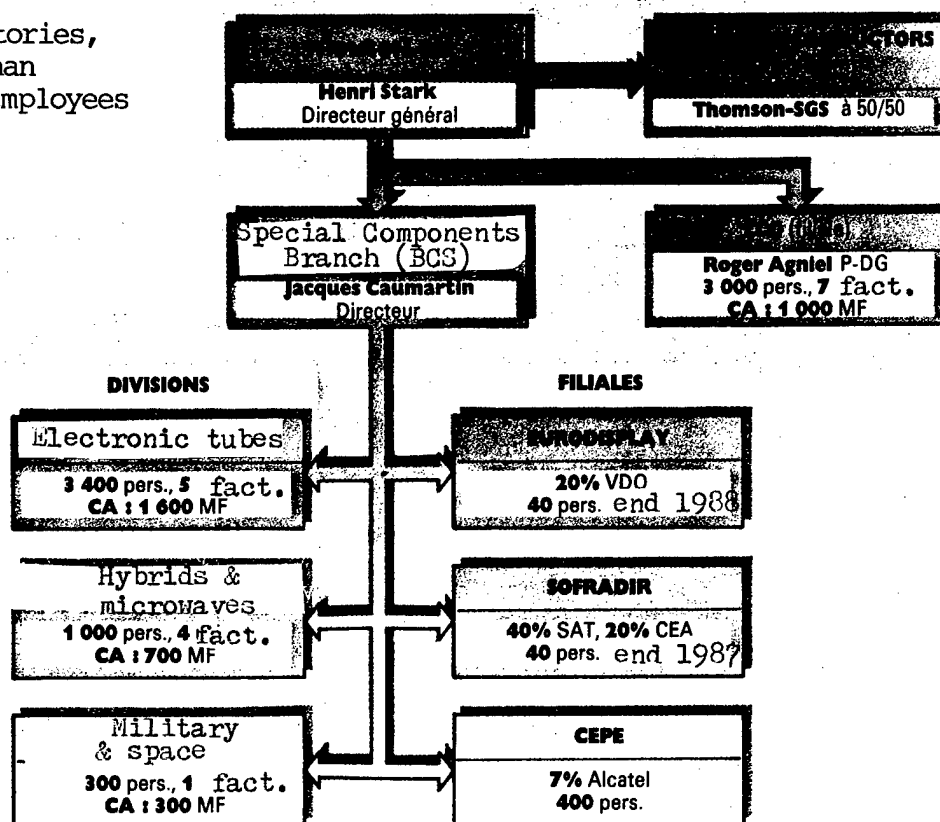 tories,
nan
mployees
Henri Stark
Directeur général
CTORS
Thomson-SGS à 50/50
Special Components
Branch (BCS)
Jacques Caumartin
Directeur
Roger Agniel P-DG
3 000 pers., 7 fact.
CA : 1 000 MF
DIVISIONS
FILIALES
Electronic tubes
3 400 pers., 5 fact.
CA : 1 600 MF
EURODISPLAY
20% VDO
40 pers. end 1988
Hybrids &
microwaves
1 000 pers., 4 fact.
CA : 700 MF
SOFRADIR
40% SAT, 20% CEA
40 pers. end 1987
Military
& space
300 pers., 1 fact.
CA : 300 MF
CEPE
7% Alcatel
400 pers.